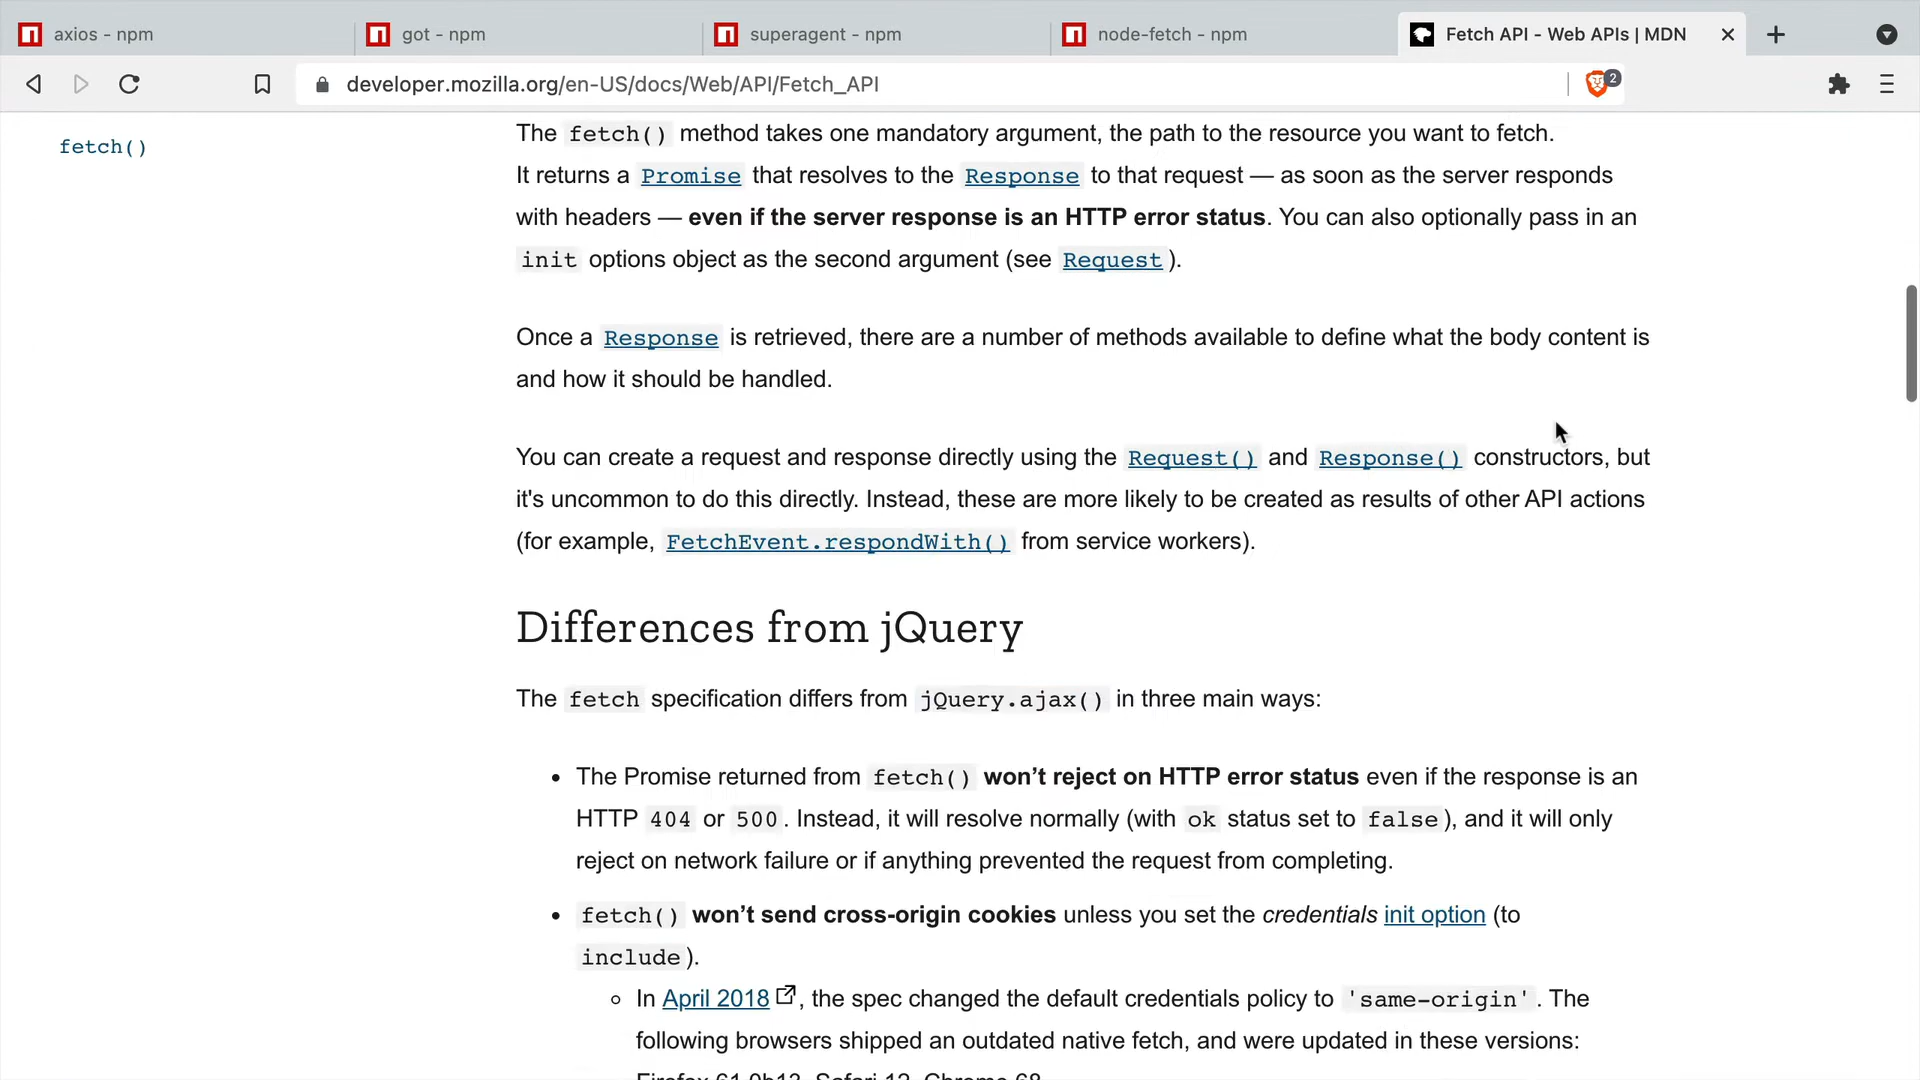 axios - npm
got - npm
superagent - npm
node-fetch - npm
Fetch API - Web APIs | MDN
developer.mozilla.org/en-US/docs/Web/API/Fetch_API
2
fetch()
The fetch() method takes one mandatory argument, the path to the resource you want to fetch.
It returns a Promise that resolves to the Response to that request — as soon as the server responds
with headers — even if the server response is an HTTP error status. You can also optionally pass in an
init options object as the second argument (see Request ).
Once a Response is retrieved, there are a number of methods available to define what the body content is
and how it should be handled.
You can create a request and response directly using the Request() and Response() constructors, but
it's uncommon to do this directly. Instead, these are more likely to be created as results of other API actions
(for example, FetchEvent.respondWith() from service workers).
Differences from jQuery
The fetch specification differs from jQuery.ajax() in three main ways:
• The Promise returned from fetch() won’t reject on HTTP error status even if the response is an
HTTP 404 or 500 . Instead, it will resolve normally (with ok status set to false ), and it will only
reject on network failure or if anything prevented the request from completing.
• fetch() won’t send cross-origin cookies unless you set the credentials init option (to
include ).
In April 2018 , the spec changed the default credentials policy to 'same-origin' . The
following browsers shipped an outdated native fetch, and were updated in these versions:
Firefox 61.0b13, Safari 12, Chrome 68.